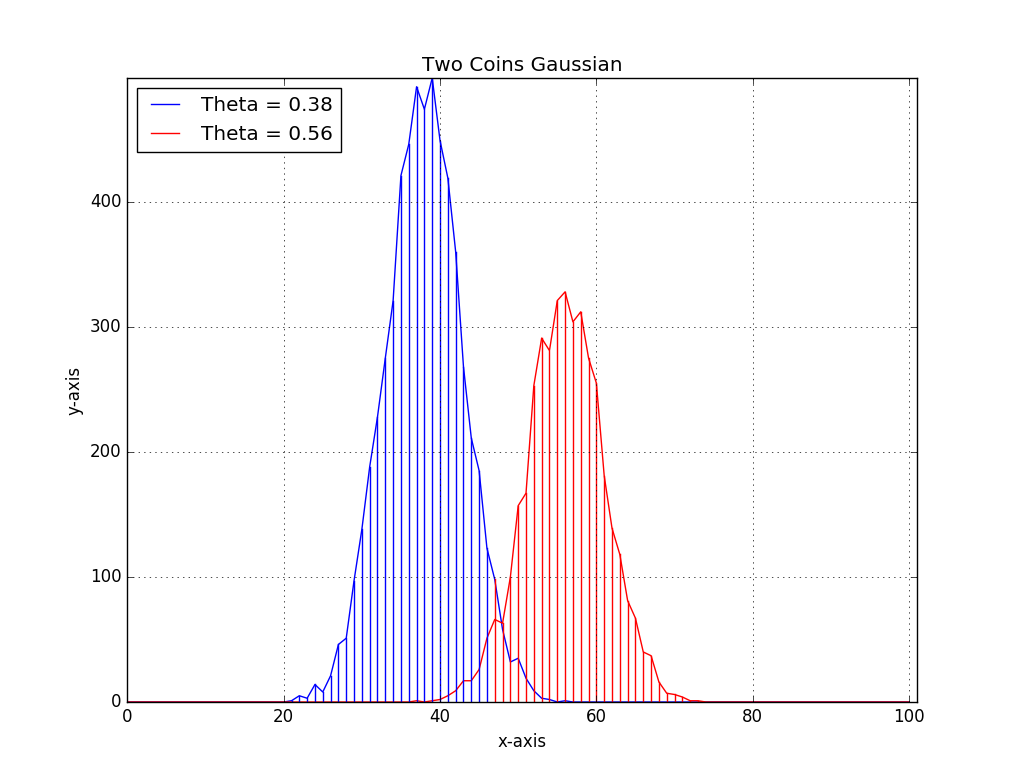 Two Coins Gaussian
Theta = 0.38
Theta = 0.56
400
300
200
100
0
y-axis
0 20 40 60 80 100
x-axis